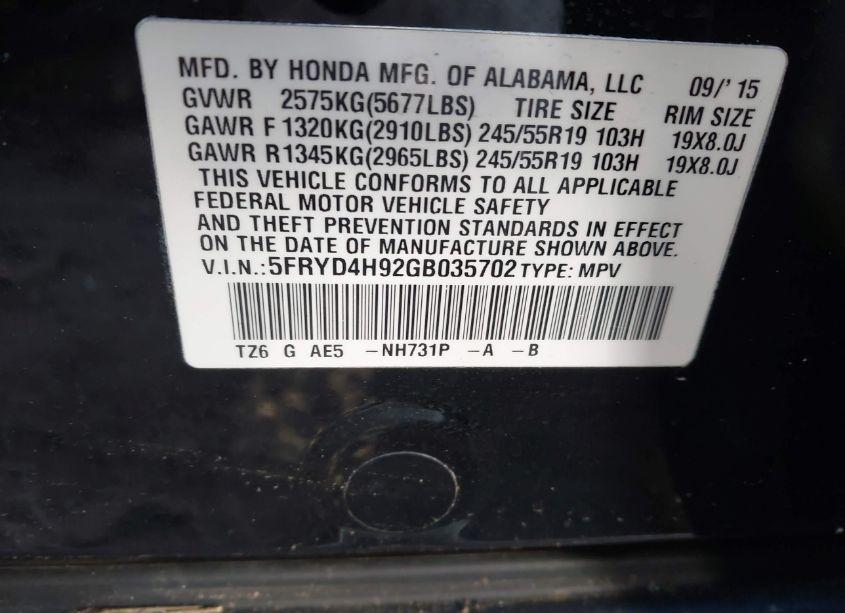 MFD. BY HONDA MFG. OF ALABAMA, LLC 09/' 15
GVWR 2575KG(5677LBS) TIRE SIZE RIM SIZE
GAWR F 1320KG(2910LBS) 245/55R19 103H 19X8.0J
GAWR R1345KG(2965LBS) 245/55R19 103H 19X8.0J
THIS VEHICLE CONFORMS TO ALL APPLICABLE
FEDERAL MOTOR VEHICLE SAFETY
AND THEFT PREVENTION STANDARDS IN EFFECT
ON THE DATE OF MANUFACTURE SHOWN ABOVE.
V.I.N.:5FRYD4H92GB035702 TYPE: MPV
TZ6 G AE5 -NH731P -A -B